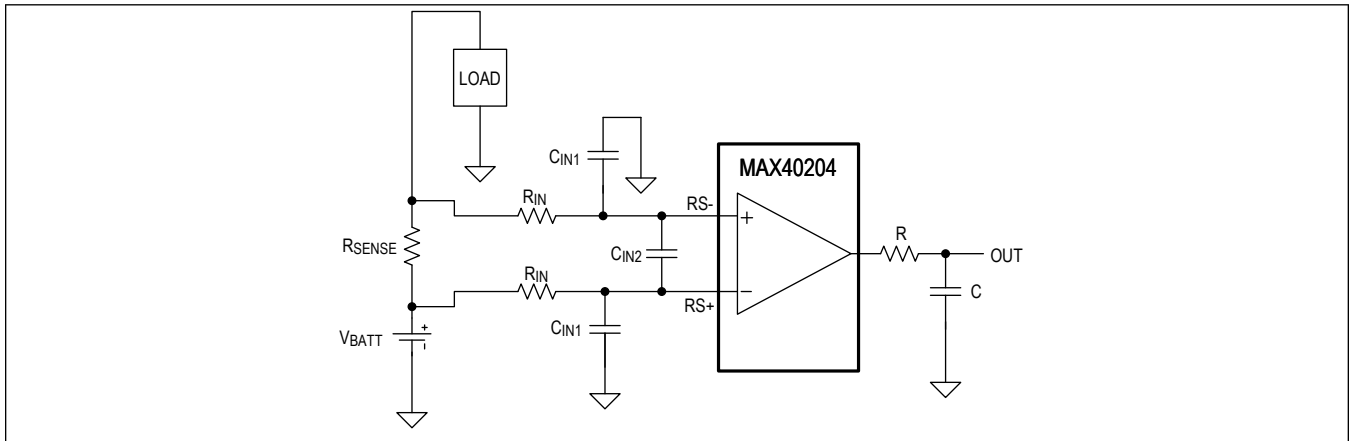 LOAD
CIN1
MAX40204
RIN
RS-
+
R
OUT
RSENSE
CIN2
RIN
RS+
−
C
CIN1
VBATT
+
-